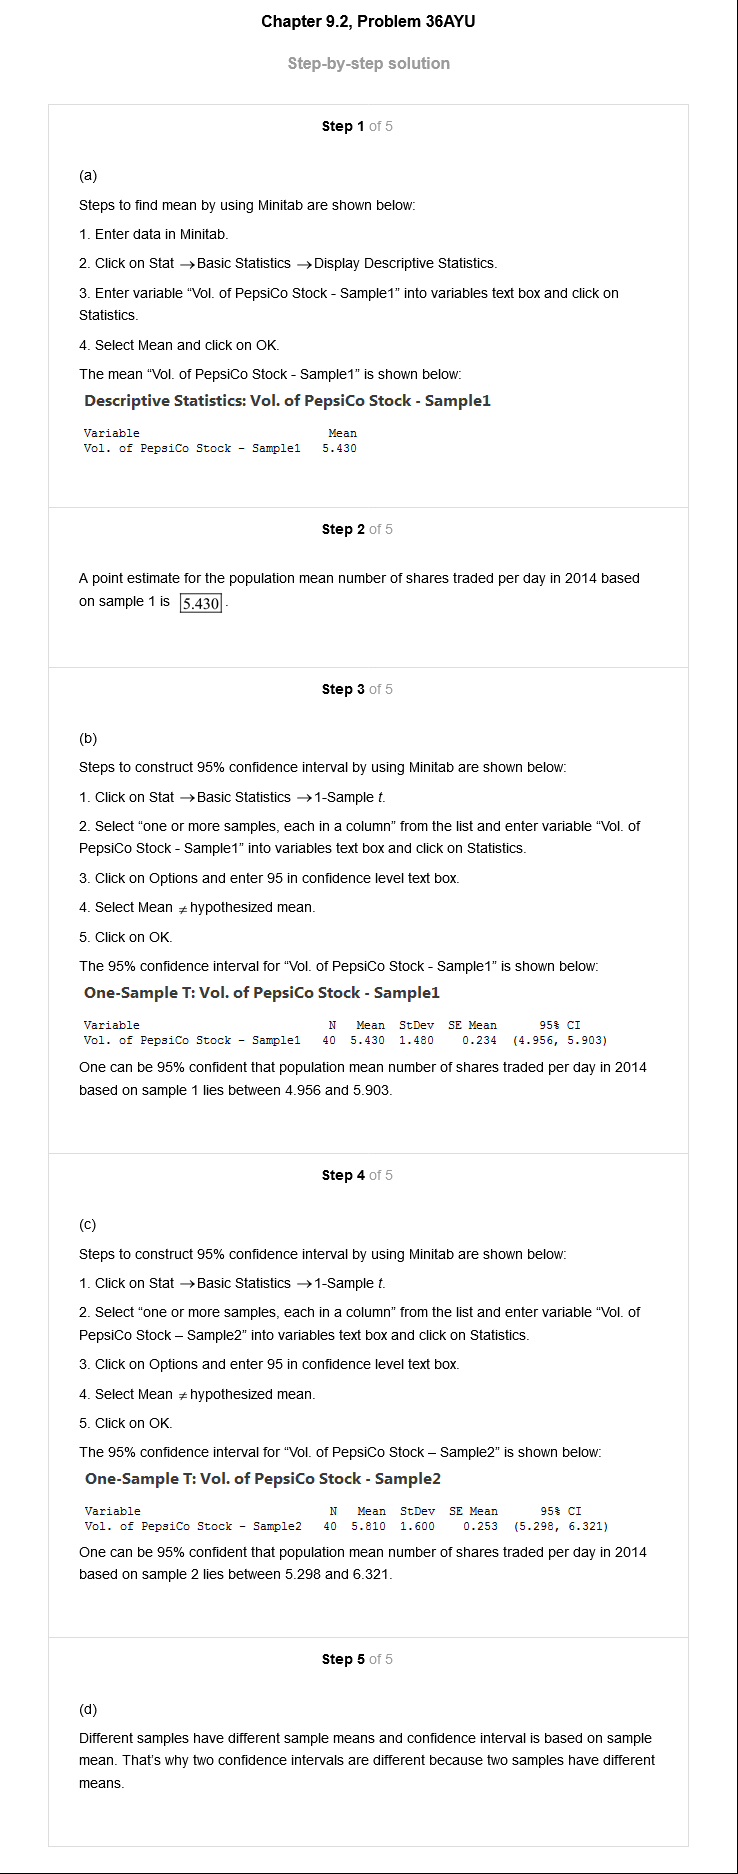 Chapter 9.2, Problem 36AYU
Step-by-step solution
Step 1 of 5
(a)
Steps to find mean by using Minitab are shown below:
1. Enter data in Minitab.
2. Click on Stat →Basic Statistics →Display Descriptive Statistics.
3. Enter variable “Vol. of PepsiCo Stock - Sample1” into variables text box and click on
Statistics.
4. Select Mean and click on OK.
The mean “Vol. of PepsiCo Stock - Sample1” is shown below:
Descriptive Statistics: Vol. of PepsiCo Stock - Sample1
Variable Mean
Vol. of PepsiCo Stock - Sample1 5.430
Step 2 of 5
A point estimate for the population mean number of shares traded per day in 2014 based
on sample 1 is 5.430.
Step 3 of 5
(b)
Steps to construct 95% confidence interval by using Minitab are shown below:
1. Click on Stat →Basic Statistics →1-Sample t.
2. Select “one or more samples, each in a column” from the list and enter variable “Vol. of
PepsiCo Stock - Sample1” into variables text box and click on Statistics.
3. Click on Options and enter 95 in confidence level text box.
4. Select Mean ≠ hypothesized mean.
5. Click on OK.
The 95% confidence interval for “Vol. of PepsiCo Stock - Sample1” is shown below:
One-Sample T: Vol. of PepsiCo Stock - Sample1
Variable N Mean StDev SE Mean 95% CI
Vol. of PepsiCo Stock - Sample1 40 5.430 1.480 0.234 (4.956, 5.903)
One can be 95% confident that population mean number of shares traded per day in 2014
based on sample 1 lies between 4.956 and 5.903.
Step 4 of 5
(c)
Steps to construct 95% confidence interval by using Minitab are shown below:
1. Click on Stat →Basic Statistics →1-Sample t.
2. Select “one or more samples, each in a column” from the list and enter variable “Vol. of
PepsiCo Stock – Sample2” into variables text box and click on Statistics.
3. Click on Options and enter 95 in confidence level text box.
4. Select Mean ≠ hypothesized mean.
5. Click on OK.
The 95% confidence interval for “Vol. of PepsiCo Stock – Sample2” is shown below:
One-Sample T: Vol. of PepsiCo Stock - Sample2
Variable N Mean StDev SE Mean 95% CI
Vol. of PepsiCo Stock - Sample2 40 5.810 1.600 0.253 (5.298, 6.321)
One can be 95% confident that population mean number of shares traded per day in 2014
based on sample 2 lies between 5.298 and 6.321.
Step 5 of 5
(d)
Different samples have different sample means and confidence interval is based on sample
mean. That’s why two confidence intervals are different because two samples have different
means.